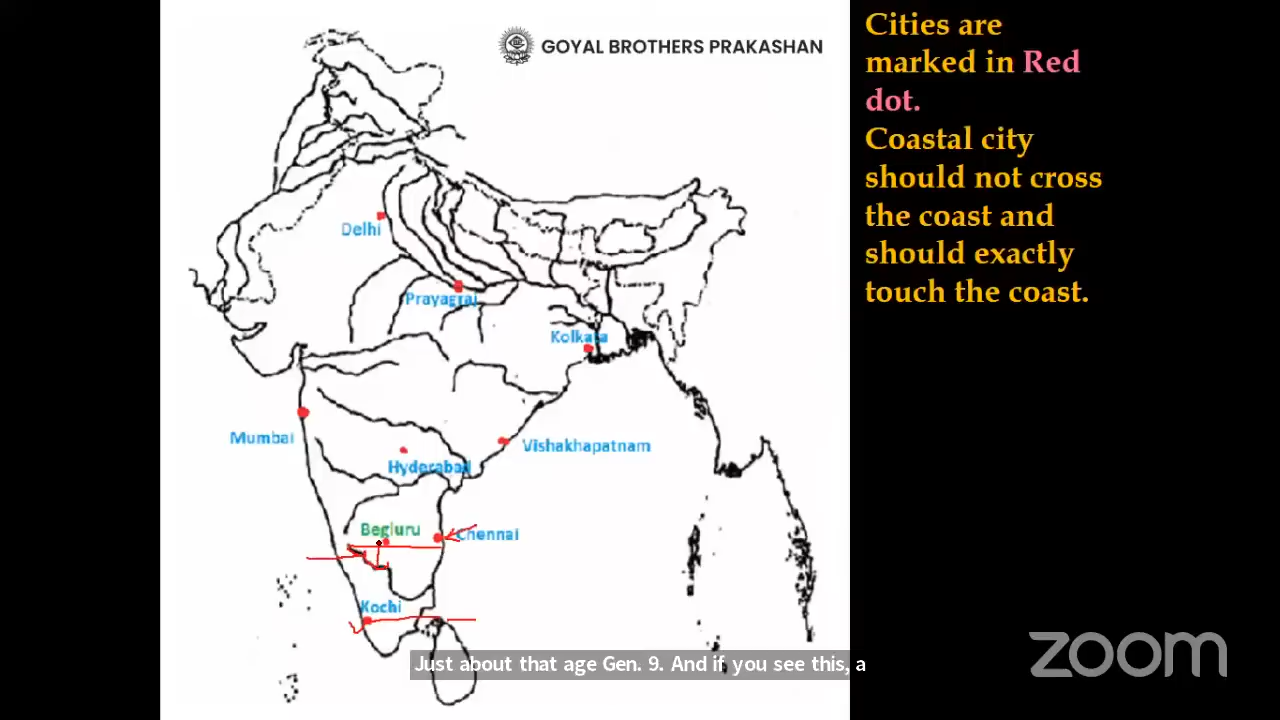 GOYAL BROTHERS PRAKASHAN
Cities are
marked in Red
dot.
Coastal city
should not cross
the coast and
should exactly
touch the coast.
Delhi
Prayagraj
Kolkata
Mumbai
Vishakhapatnam
Hyderabad
Begluru
Chennai
Kochi
Just about that age Gen. 9. And if you see this, a
zoom